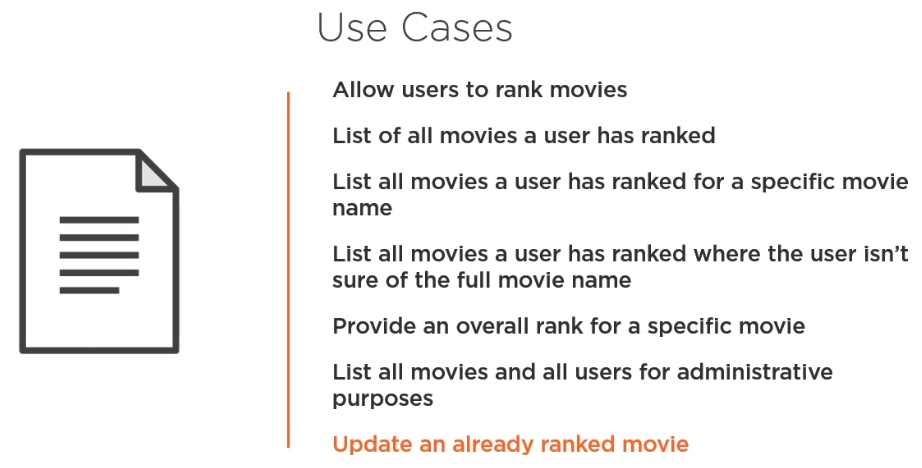 Use Cases
Allow users to rank movies
List of all movies a user has ranked
List all movies a user has ranked for a specific movie
name
List all movies a user has ranked where the user isn’t
sure of the full movie name
Provide an overall rank for a specific movie
List all movies and all users for administrative
purposes
Update an already ranked movie